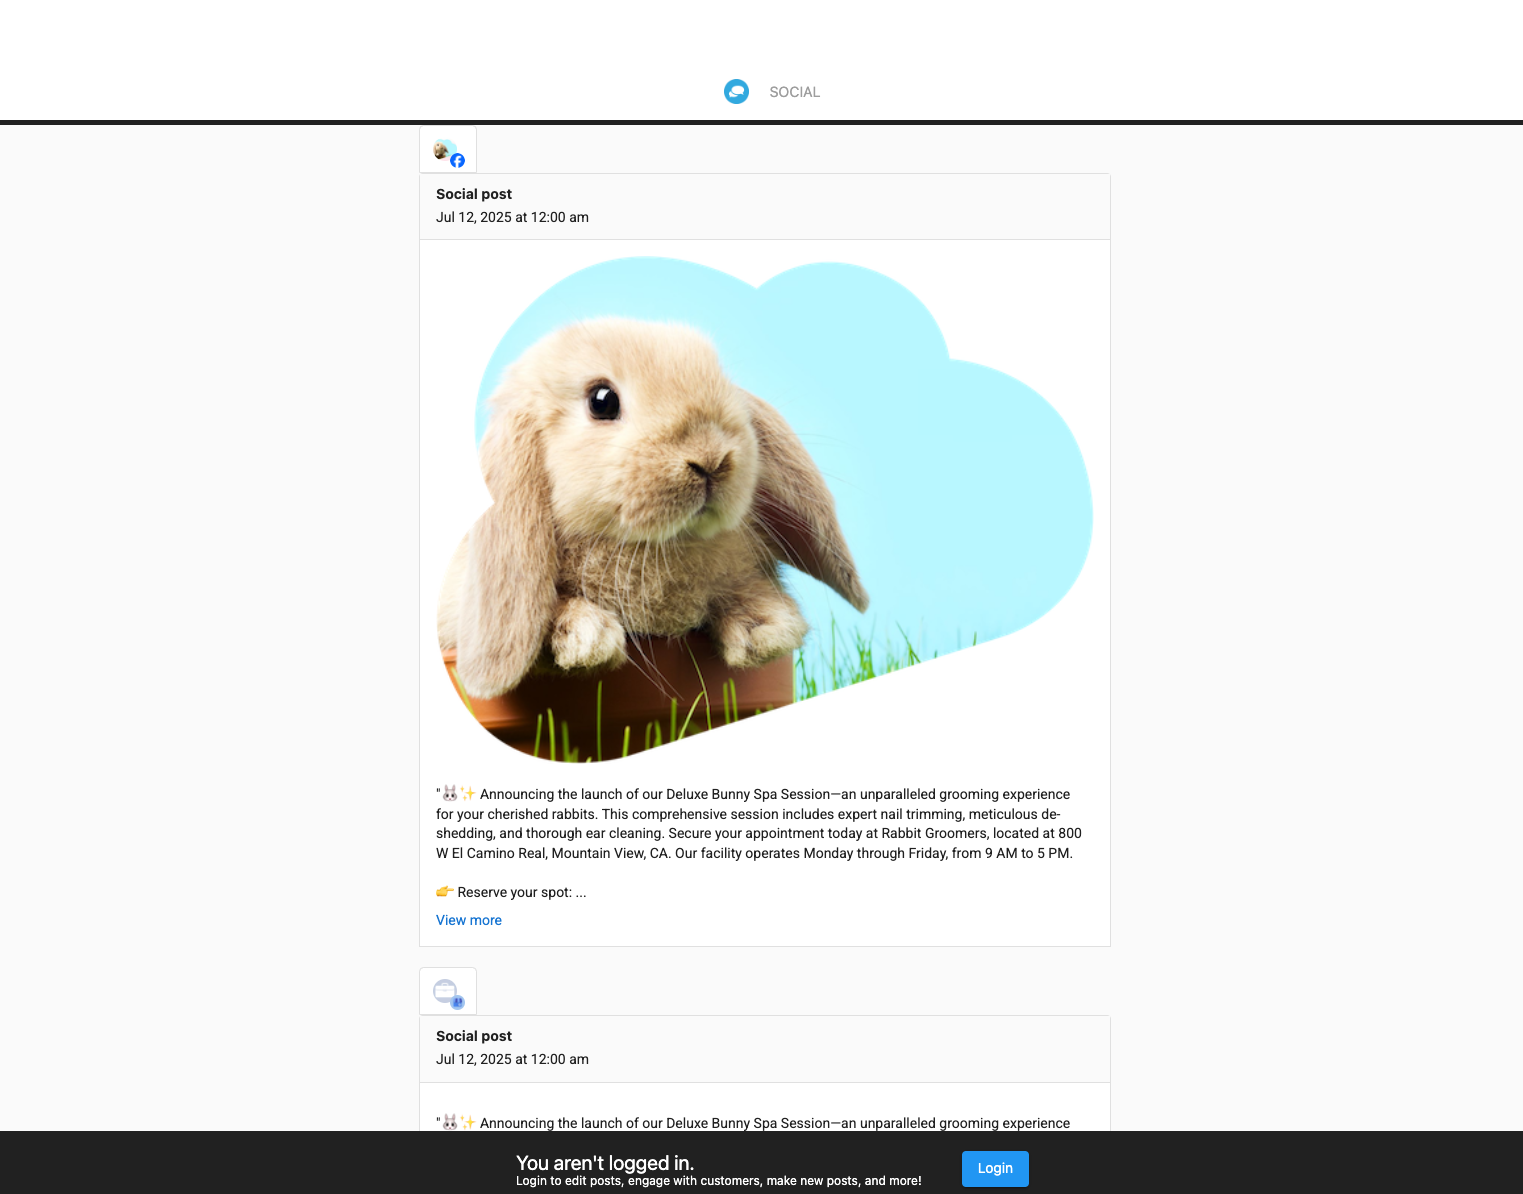 SOCIAL
Social post
Jul 12, 2025 at 12:00 am
"🐰✨ Announcing the launch of our Deluxe Bunny Spa Session—an unparalleled grooming experience
for your cherished rabbits. This comprehensive session includes expert nail trimming, meticulous de-
shedding, and thorough ear cleaning. Secure your appointment today at Rabbit Groomers, located at 800
W El Camino Real, Mountain View, CA. Our facility operates Monday through Friday, from 9 AM to 5 PM.
👉 Reserve your spot: ...
View more
Social post
Jul 12, 2025 at 12:00 am
"🐰✨ Announcing the launch of our Deluxe Bunny Spa Session—an unparalleled grooming experience
You aren't logged in.
Login to edit posts, engage with customers, make new posts, and more!
Login